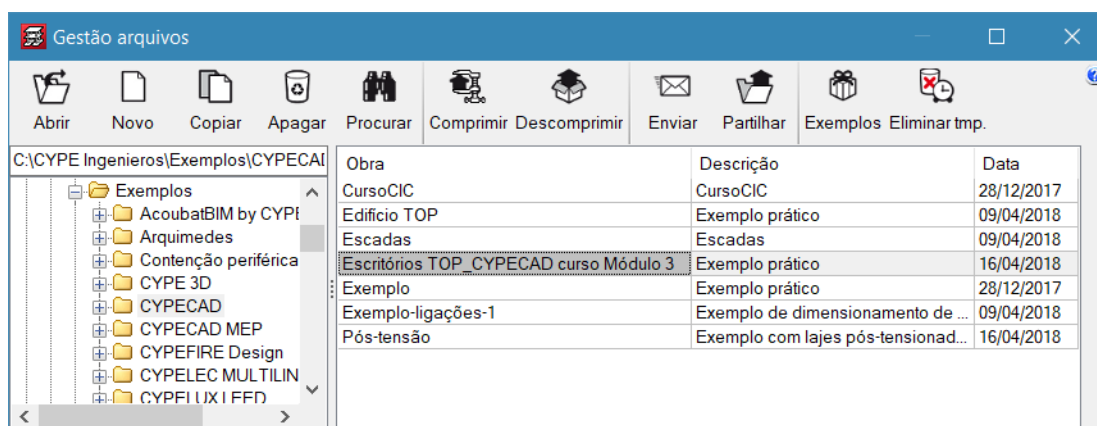 Gestão arquivos
Abrir Novo Copiar Apagar Procurar Comprimir Descomprimir Enviar Partilhar Exemplos Eliminar tmp.
C:\CYPE Ingenieros\Exemplos\CYPECAD
Exemplos
AcoubatBIM by CYPE
Arquimedes
Contenção periférica
CYPE 3D
CYPECAD
CYPECAD MEP
CYPEFIRE Design
CYPELEC MULTILIN
CYPELUX LEED
Obra Descrição Data
CursoCIC CursoCIC 28/12/2017
Edifício TOP Exemplo prático 09/04/2018
Escadas Escadas 09/04/2018
Escritórios TOP_CYPECAD curso Módulo 3 Exemplo prático 16/04/2018
Exemplo Exemplo prático 28/12/2017
Exemplo-ligações-1 Exemplo de dimensionamento de ... 09/04/2018
Pós-tensão Exemplo com lajes pós-tensionad... 16/04/2018